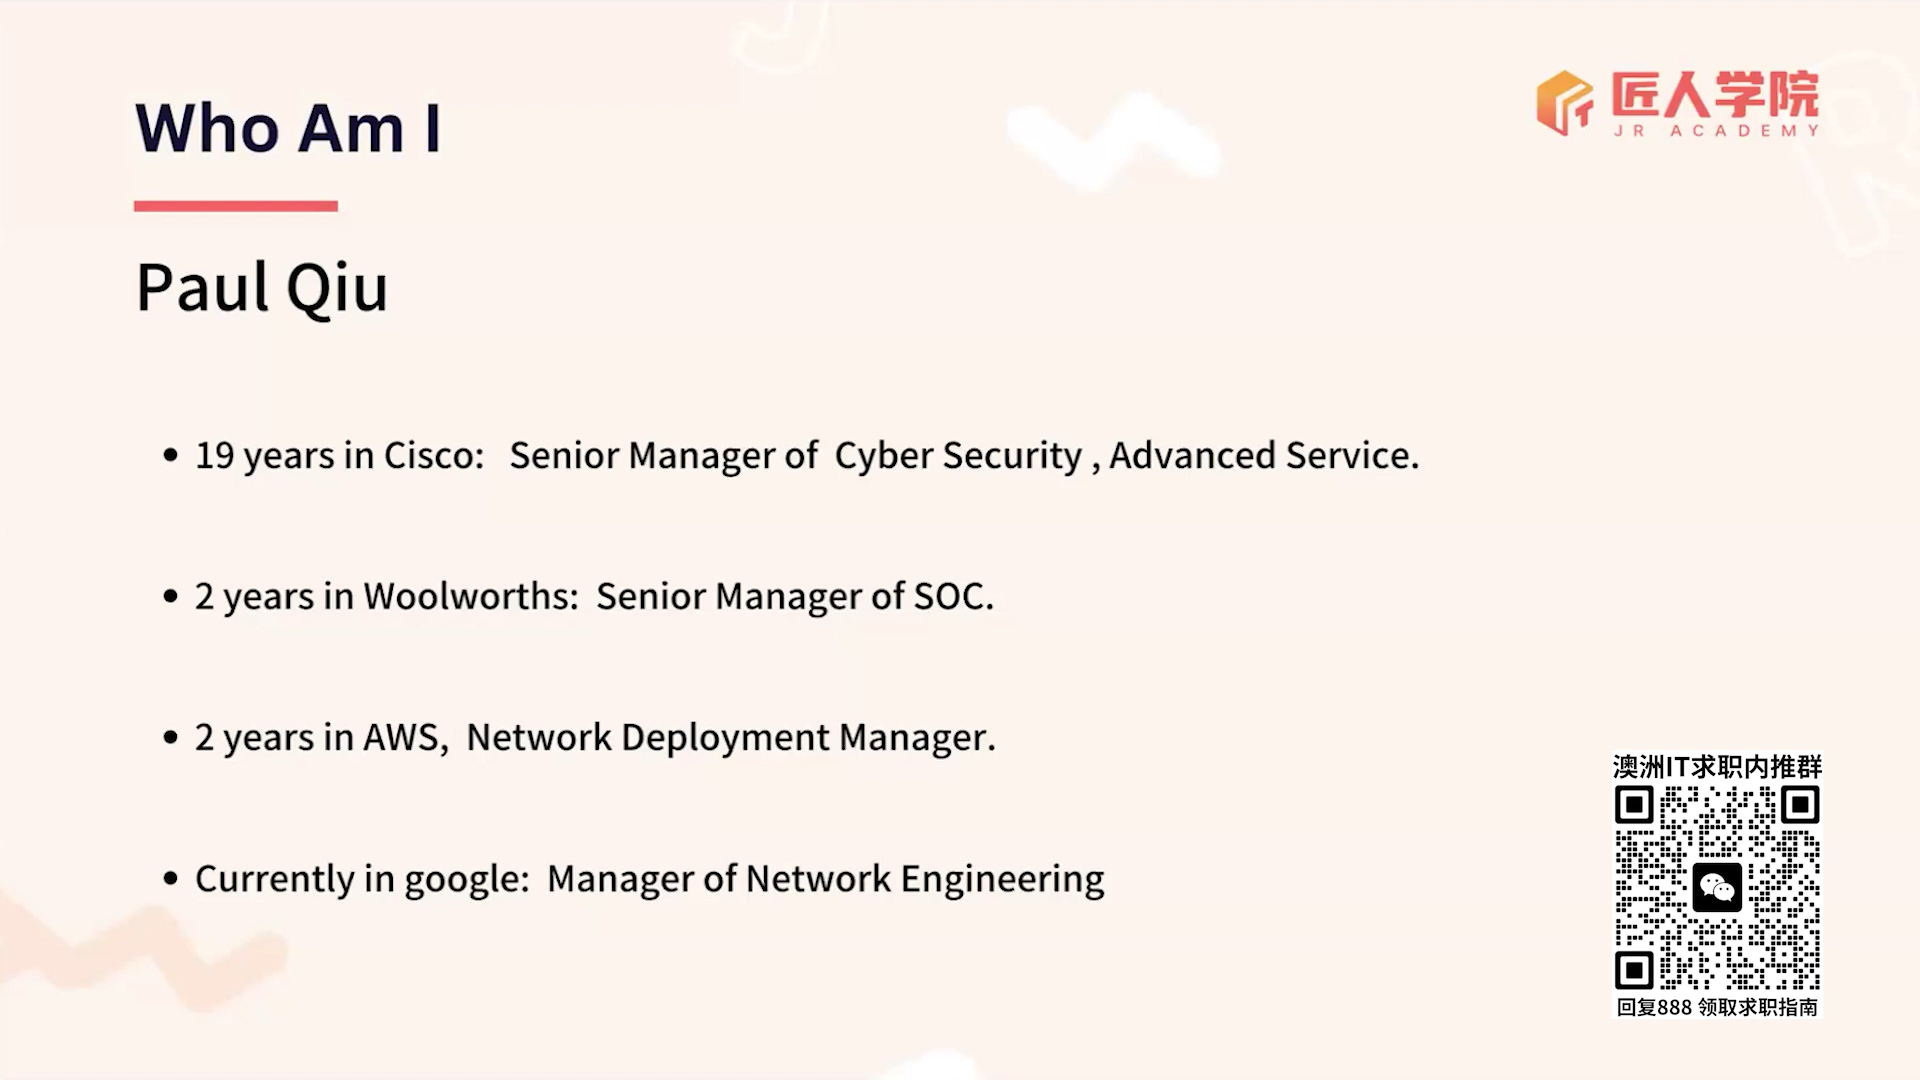 Who Am I
匠人学院
JR ACADEMY
Paul Qiu
• 19 years in Cisco: Senior Manager of Cyber Security , Advanced Service.
• 2 years in Woolworths: Senior Manager of SOC.
• 2 years in AWS, Network Deployment Manager.
• Currently in google: Manager of Network Engineering
澳洲IT求职内推群
回复888 领取求职指南